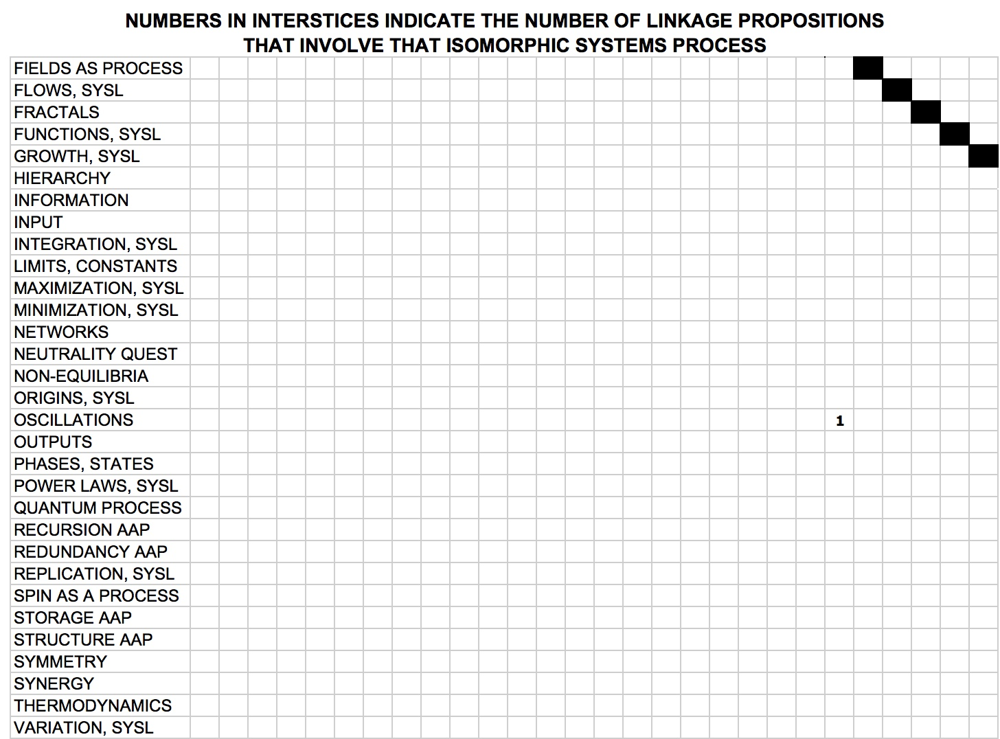 NUMBERS IN INTERSTICES INDICATE THE NUMBER OF LINKAGE PROPOSITIONS
THAT INVOLVE THAT ISOMORPHIC SYSTEMS PROCESS
FIELDS AS PROCESS
FLOWS, SYSL
FRACTALS
FUNCTIONS, SYSL
GROWTH, SYSL
HIERARCHY
INFORMATION
INPUT
INTEGRATION, SYSL
LIMITS, CONSTANTS
MAXIMIZATION, SYSL
MINIMIZATION, SYSL
NETWORKS
NEUTRALITY QUEST
NON-EQUILIBRIA
ORIGINS, SYSL
OSCILLATIONS 1
OUTPUTS
PHASES, STATES
POWER LAWS, SYSL
QUANTUM PROCESS
RECURSION AAP
REDUNDANCY AAP
REPLICATION, SYSL
SPIN AS A PROCESS
STORAGE AAP
STRUCTURE AAP
SYMMETRY
SYNERGY
THERMODYNAMICS
VARIATION, SYSL